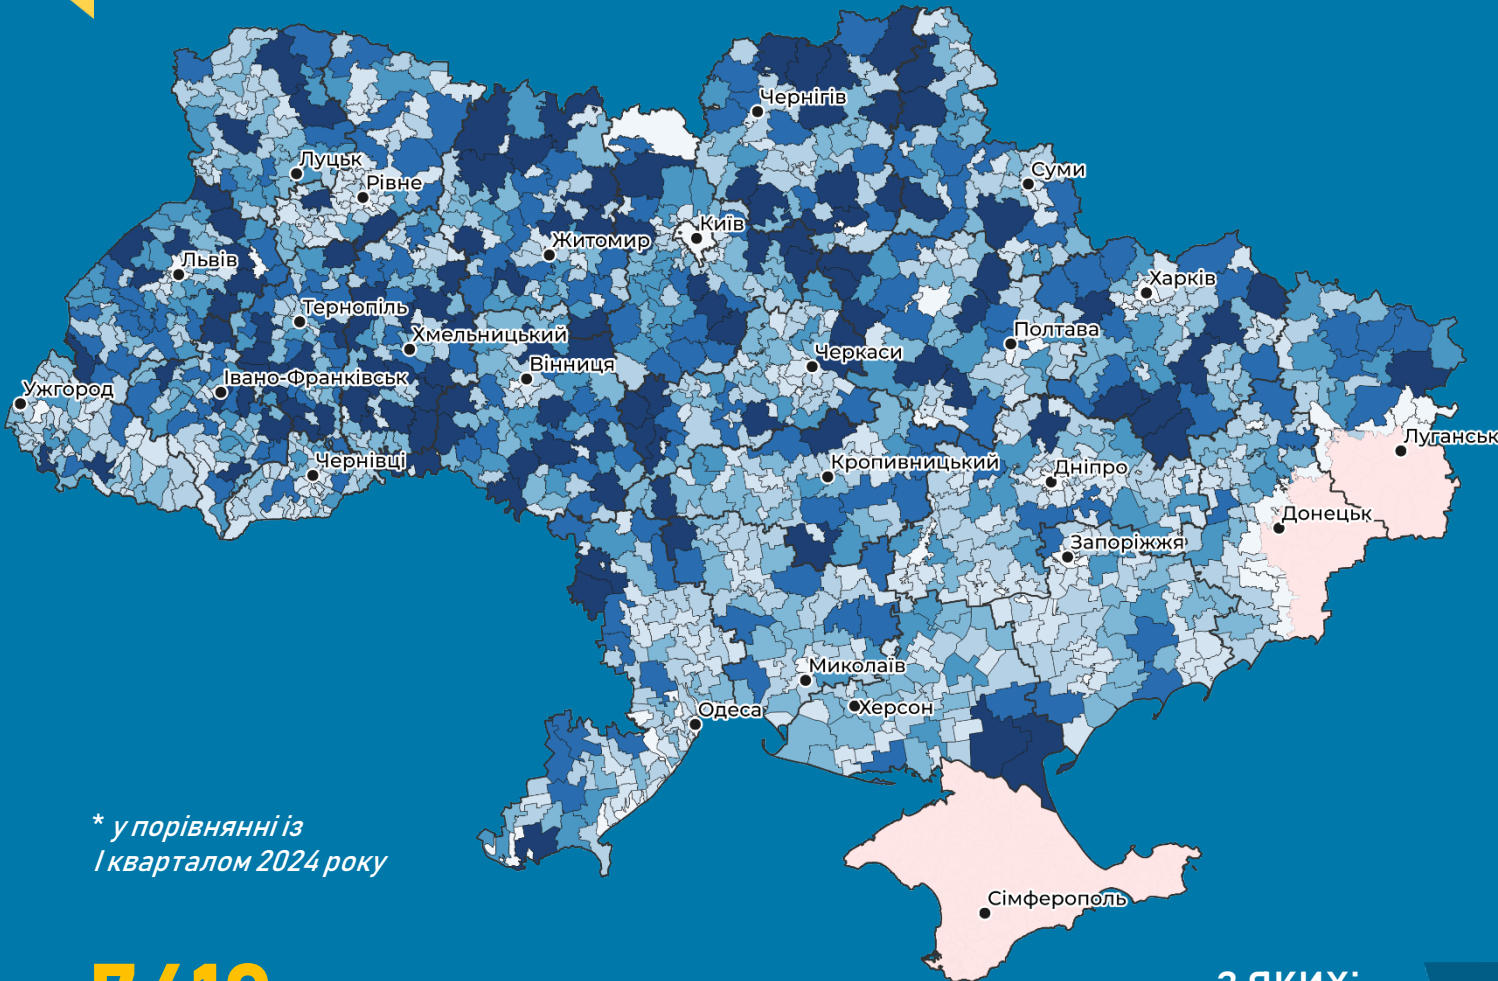 Чернігів
Суми
Луцьк
Рівне
Київ
Житомир
Львів
Харків
Тернопіль
Хмельницький
Полтава
Черкаси
Вінниця
Івано-Франківськ
Ужгород
Луганськ
Чернівці
Кропивницький
Дніпро
Донецьк
Запоріжжя
Миколаїв
Херсон
Одеса
* у порівнянні із
I кварталом 2024 року
Сімферополь
з яких: